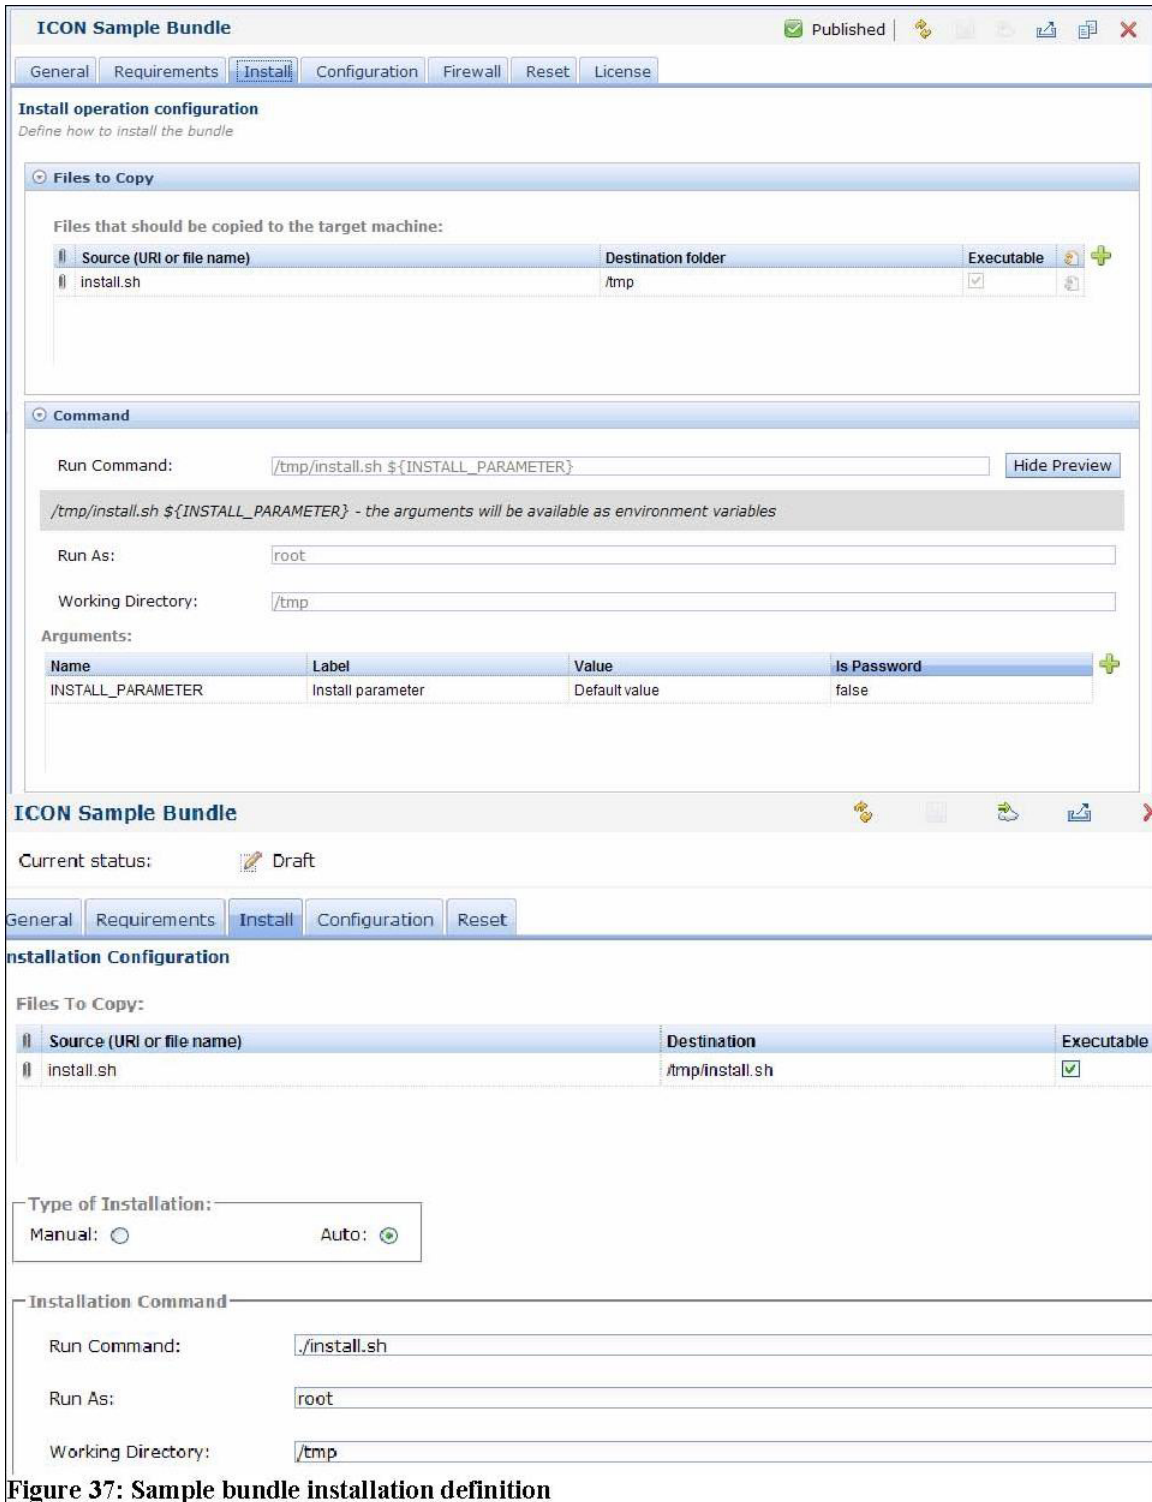 ICON Sample Bundle Published
General Requirements Install Configuration Firewall Reset License
Install operation configuration
Define how to install the bundle
Files to Copy
Files that should be copied to the target machine:
Source (URI or file name) Destination folder Executable
install.sh /tmp
Command
Run Command: /tmp/install.sh ${INSTALL_PARAMETER} Hide Preview
/tmp/install.sh ${INSTALL_PARAMETER} - the arguments will be available as environment variables
Run As: root
Working Directory: /tmp
Arguments:
Name Label Value Is Password
INSTALL_PARAMETER Install parameter Default value false
ICON Sample Bundle
Current status: Draft
General Requirements Install Configuration Reset
nstallation Configuration
Files To Copy:
Source (URI or file name) Destination Executable
install.sh /tmp/install.sh
Type of Installation:
Manual: Auto:
Installation Command
Run Command: ./install.sh
Run As: root
Working Directory: /tmp
Figure 37: Sample bundle installation definition